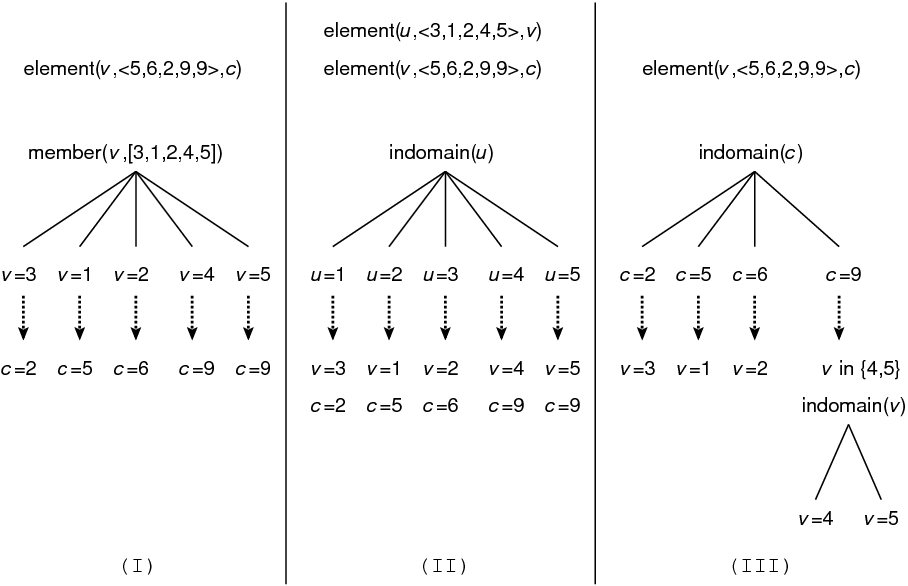 element(v,<5,6,2,9,9>,c)
member(v,[3,1,2,4,5])
v=3 v=1 v=2 v=4 v=5
c=2 c=5 c=6 c=9 c=9
(I)
element(u,<3,1,2,4,5>,v)
element(v,<5,6,2,9,9>,c)
indomain(u)
u=1 u=2 u=3 u=4 u=5
v=3 v=1 v=2 v=4 v=5
c=2 c=5 c=6 c=9 c=9
(II)
element(v,<5,6,2,9,9>,c)
indomain(c)
c=2 c=5 c=6 c=9
v=3 v=1 v=2 v in {4,5}
indomain(v)
v=4 v=5
(III)